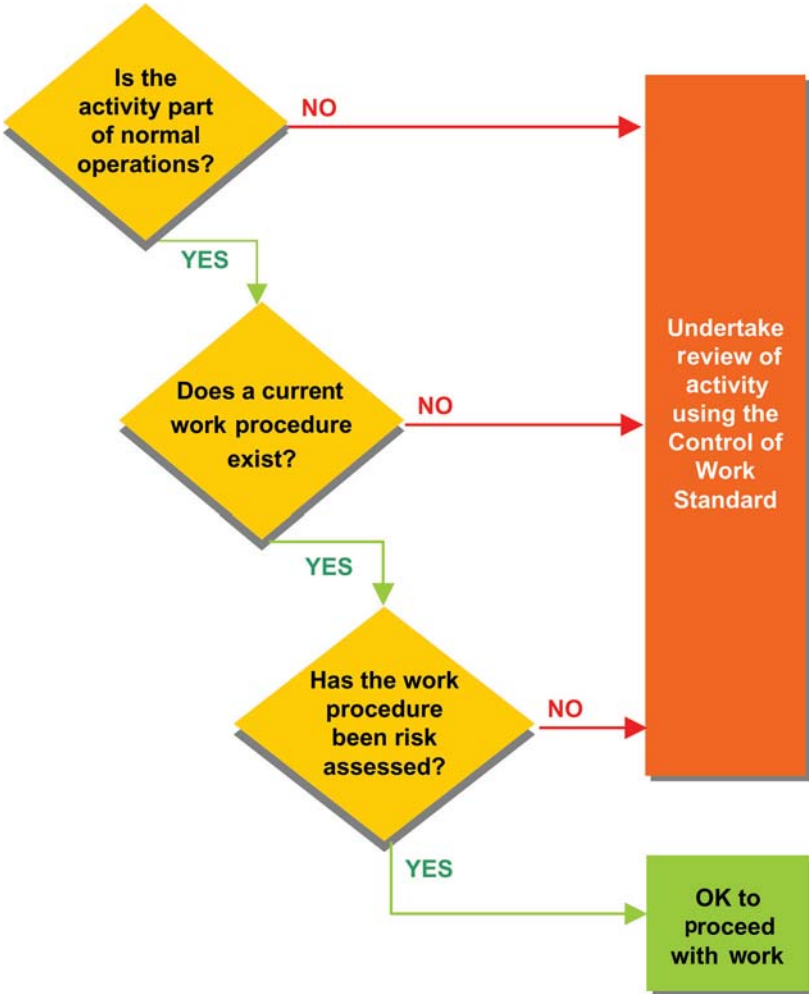 Is the
activity part
of normal
operations?
NO
YES
Does a current
work procedure
exist?
NO
YES
Has the work
procedure
been risk
assessed?
NO
YES
Undertake
review of
activity
using the
Control of
Work
Standard
OK to
proceed
with work